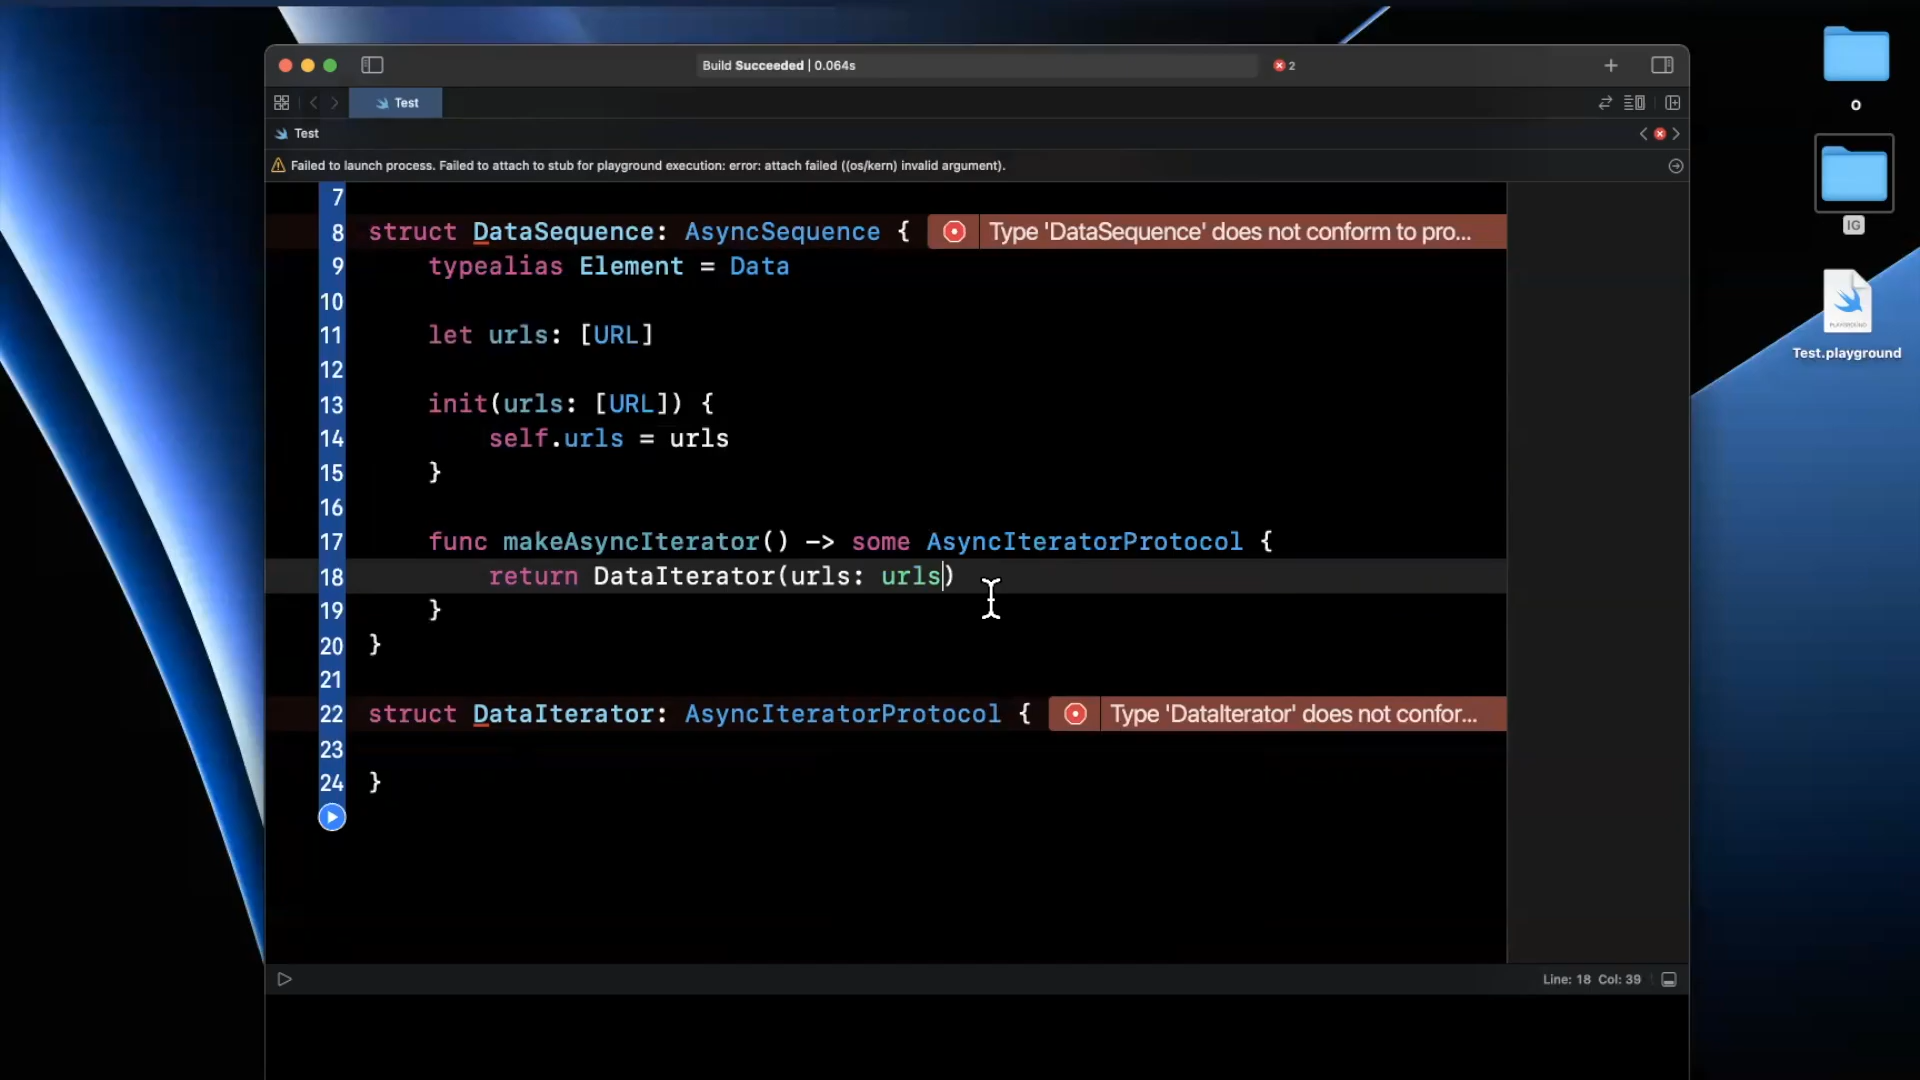 Build Succeeded | 0.064s
2
Test
Test
Failed to launch process. Failed to attach to stub for playground execution: error: attach failed ((os/kern) invalid argument).
7
8 struct DataSequence: AsyncSequence { Type 'DataSequence' does not conform to pro...
9 typealias Element = Data
10
11 let urls: [URL]
12
13 init(urls: [URL]) {
14 self.urls = urls
15 }
16
17 func makeAsyncIterator() -> some AsyncIteratorProtocol {
18 return DataIterator(urls: urls)
19 }
20 }
21
22 struct DataIterator: AsyncIteratorProtocol { Type 'DataIterator' does not confor...
23
24 }
Line: 18 Col: 39
o
IG
PLAYGROUND
Test.playground